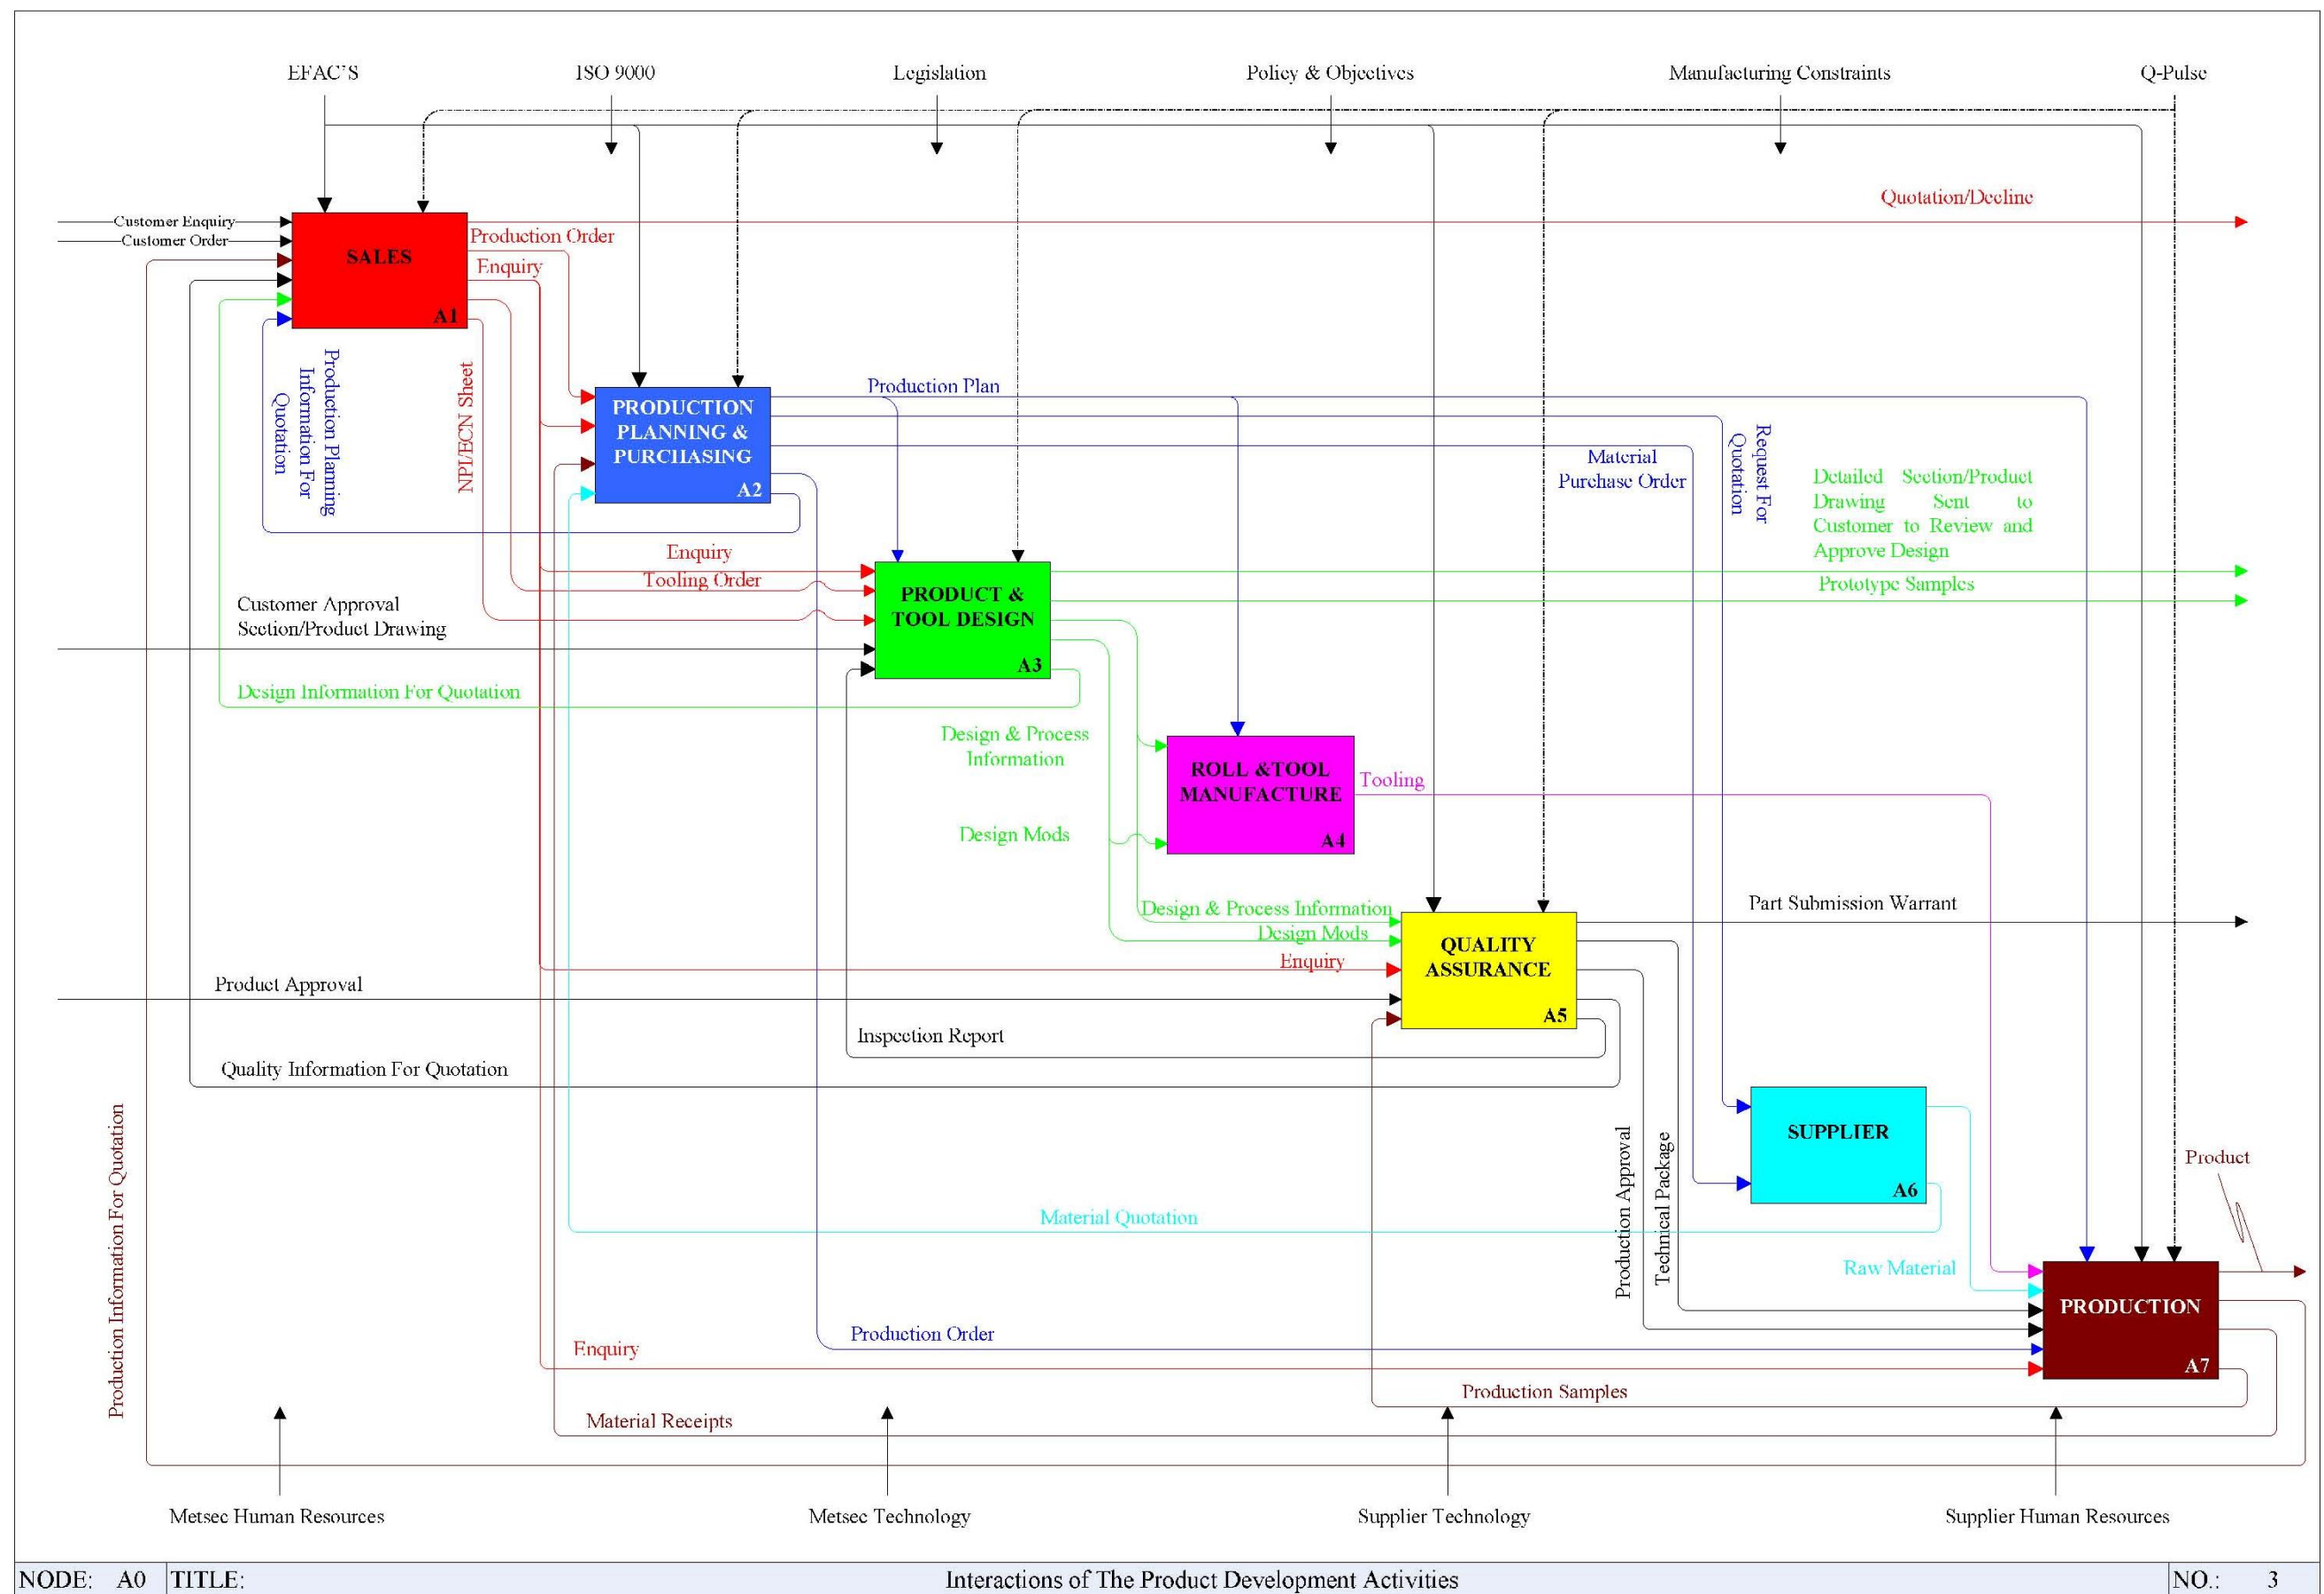 EFAC'S
ISO 9000
Legislation
Policy & Objectives
Manufacturing Constraints
Q-Pulse
Quotation/Decline
Customer Enquiry
Customer Order
SALES
A1
Production Order
Enquiry
Production Planning
Information For
Quotation
NPI/ECN Sheet
PRODUCTION
PLANNING &
PURCHASING
A2
Production Plan
Material
Purchase Order
Request For
Quotation
Detailed Section/Product
Drawing Sent to
Customer to Review and
Approve Design
Prototype Samples
Enquiry
Tooling Order
Customer Approval
Section/Product Drawing
PRODUCT &
TOOL DESIGN
A3
Design Information For Quotation
Design & Process
Information
Design Mods
ROLL &TOOL
MANUFACTURE
A4
Tooling
Design & Process Information
Design Mods
Enquiry
QUALITY
ASSURANCE
A5
Part Submission Warrant
Product Approval
Inspection Report
Quality Information For Quotation
Production Information For Quotation
Production Approval
Technical Package
SUPPLIER
A6
Product
Material Quotation
Raw Material
PRODUCTION
A7
Production Order
Enquiry
Production Samples
Material Receipts
Metsec Human Resources
Metsec Technology
Supplier Technology
Supplier Human Resources
NODE: A0
TITLE:
Interactions of The Product Development Activities
NO.: 3